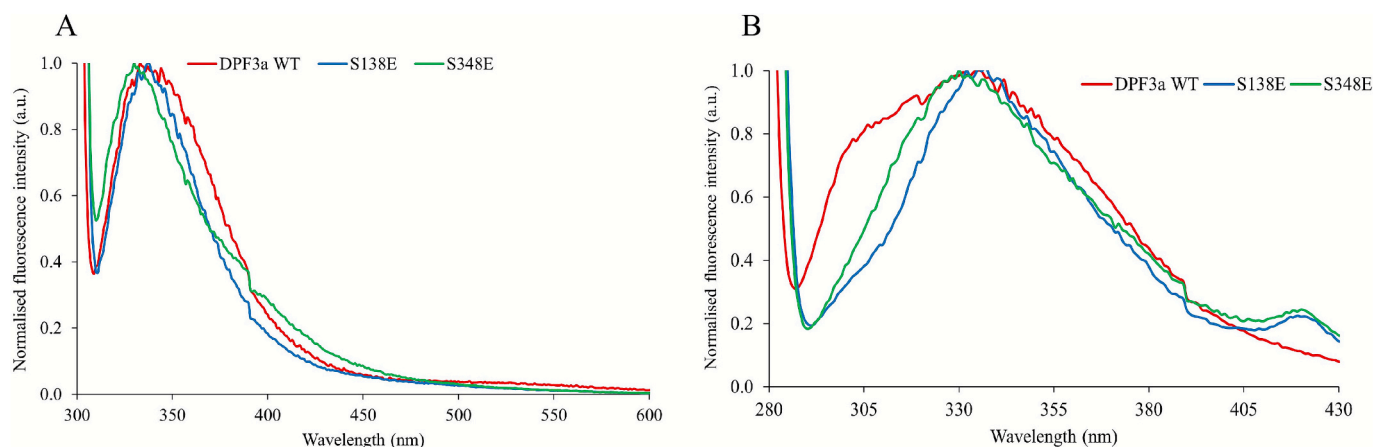 A
DPF3a WT S138E S348E
Normalised fluorescence intensity (a.u.)
1.0
0.8
0.6
0.4
0.2
0.0
300 350 400 450 500 550 600
Wavelength (nm)
B
DPF3a WT S138E S348E
Normalised fluorescence intensity (a.u.)
1.0
0.8
0.6
0.4
0.2
0.0
280 305 330 355 380 405 430
Wavelength (nm)